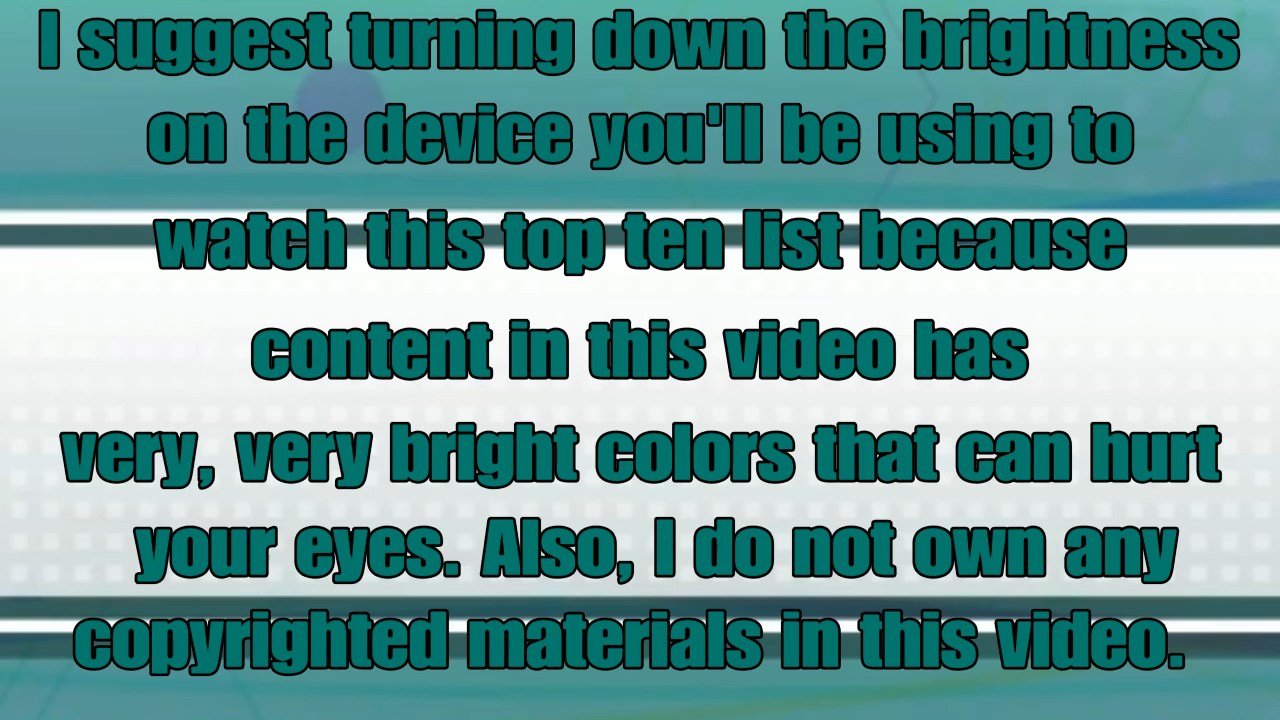 I suggest turning down the brightness
on the device you'll be using to
watch this top ten list because
content in this video has
very, very bright colors that can hurt
your eyes. Also, I do not own any
copyrighted materials in this video.